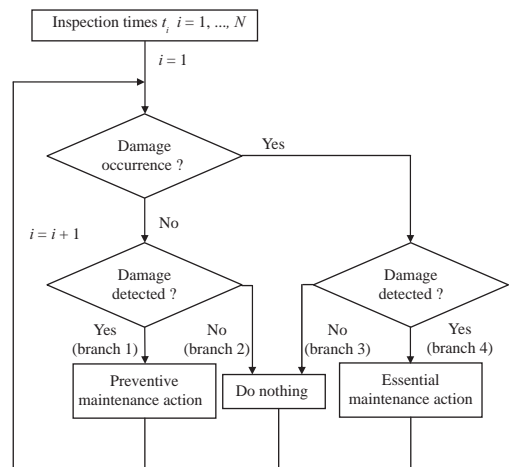 Inspection times t_i i = 1, ..., N
i = 1
Damage
occurrence ?
Yes
No
i = i + 1
Damage
detected ?
Damage
detected ?
Yes
(branch 1)
No
(branch 2)
No
(branch 3)
Yes
(branch 4)
Preventive
maintenance action
Do nothing
Essential
maintenance action